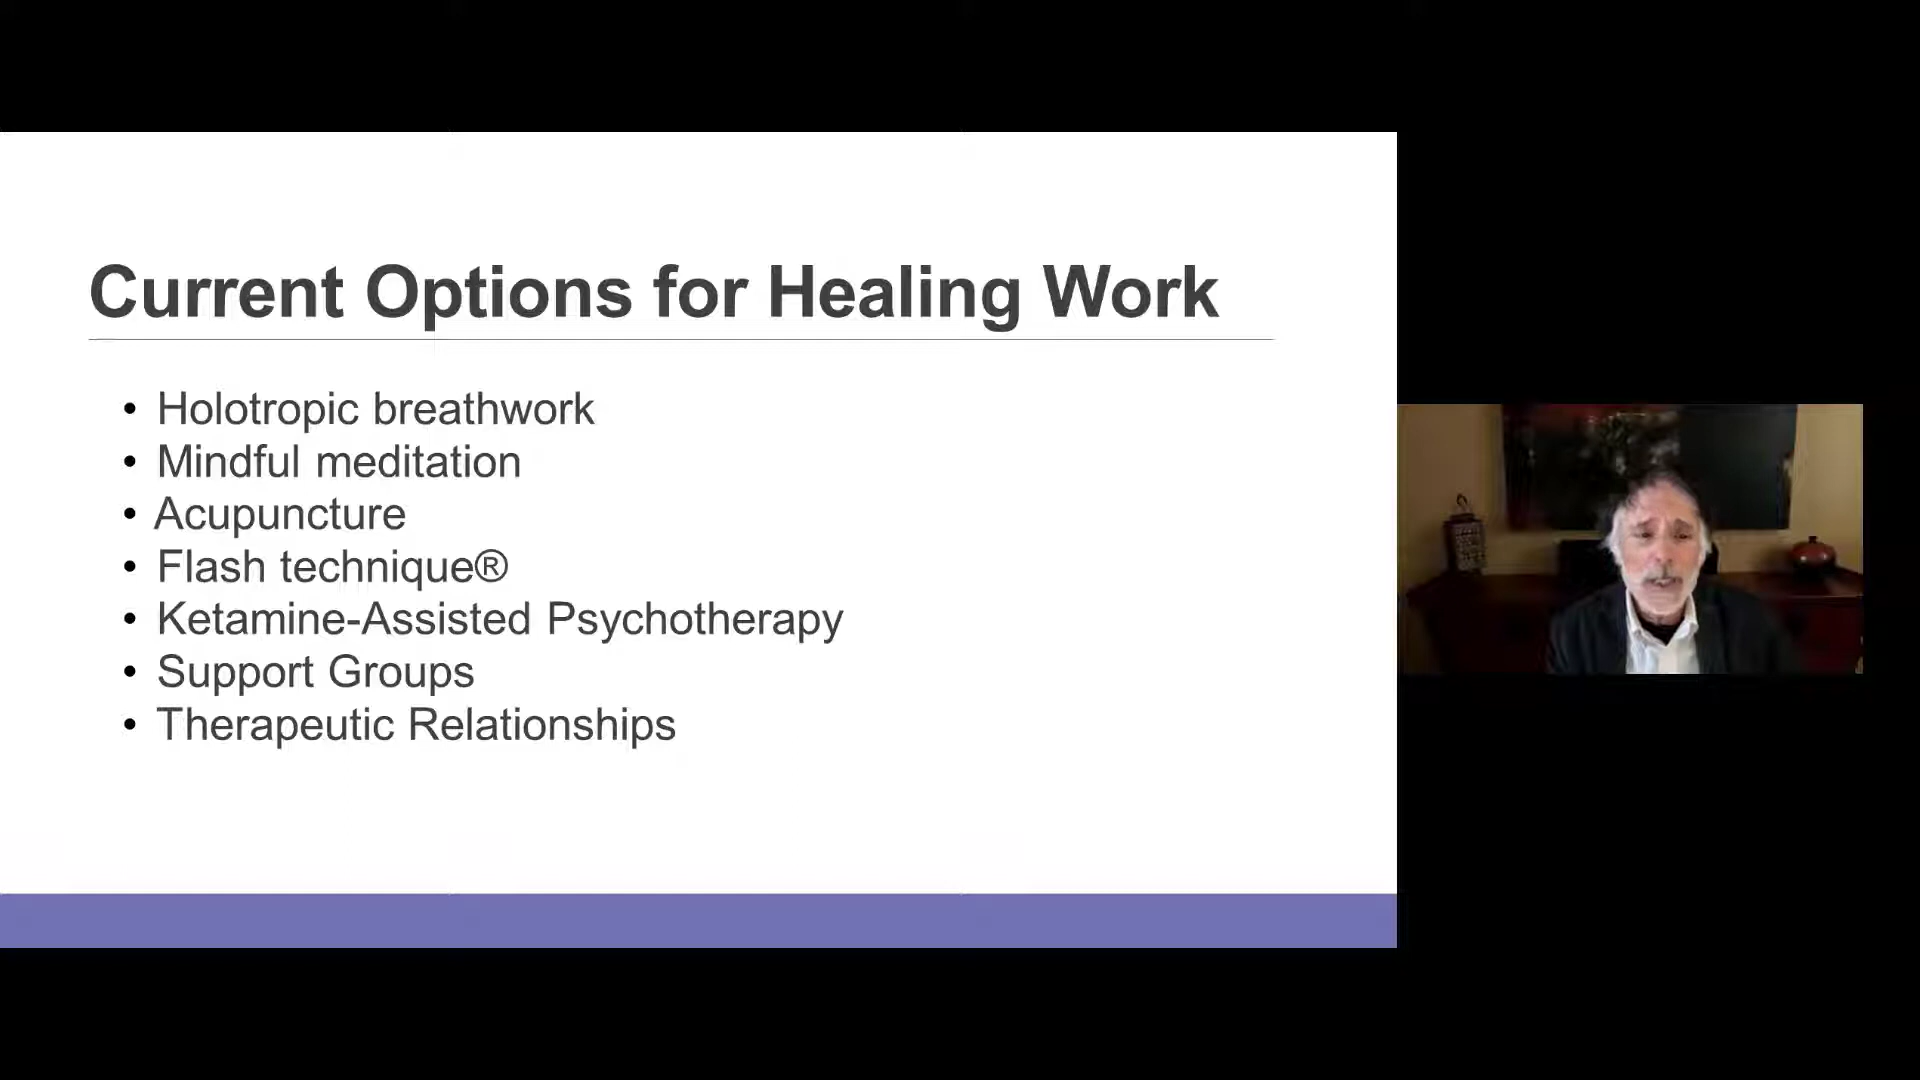 Current Options for Healing Work
• Holotropic breathwork
• Mindful meditation
• Acupuncture
• Flash technique®
• Ketamine-Assisted Psychotherapy
• Support Groups
• Therapeutic Relationships